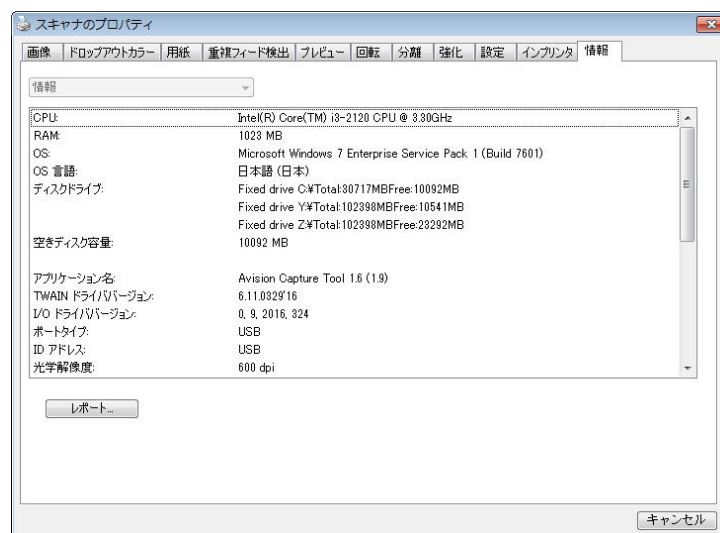 スキャナのプロパティ
画像 ドロップアウトカラー 用紙 重複フィード検出 プレビュー 回転 分離 強化 設定 インプリンタ 情報
情報
CPU: Intel(R) Core(TM) i3-2120 CPU @ 3.30GHz
RAM: 1023 MB
OS: Microsoft Windows 7 Enterprise Service Pack 1 (Build 7601)
OS 言語: 日本語 (日本)
ディスクドライブ: Fixed drive C:¥Total:30717MBFree:10092MB
Fixed drive Y:¥Total:102398MBFree:10541MB
Fixed drive Z:¥Total:102398MBFree:23292MB
空きディスク容量: 10092 MB
アプリケーション名: Avision Capture Tool 1.6 (1.9)
TWAIN ドライババージョン: 6.11.0329'16
I/O ドライババージョン: 0, 9, 2016, 324
ポートタイプ: USB
ID アドレス: USB
光学解像度: 600 dpi
レポート...
キャンセル